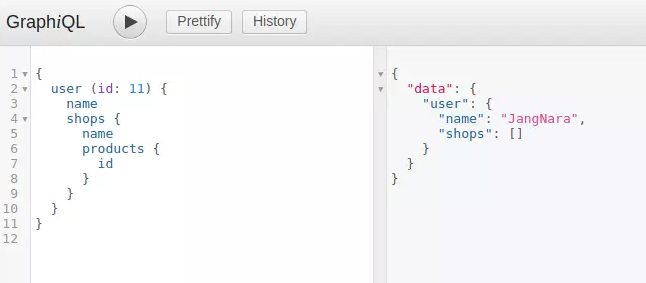 GraphiQL Prettify History
1 {
2 user (id: 11) {
3 name
4 shops {
5 name
6 products {
7 id
8 }
9 }
10 }
11 }
12
{
"data": {
"user": {
"name": "JangNara",
"shops": []
}
}
}